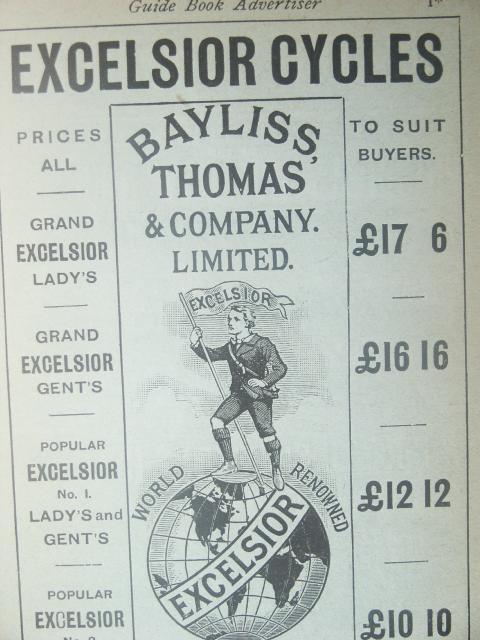 Guide Book Advertiser
EXCELSIOR CYCLES
PRICES
ALL
TO SUIT
BUYERS.
BAYLISS,
THOMAS
& COMPANY.
LIMITED.
GRAND
EXCELSIOR
LADY'S
£17 6
GRAND
EXCELSIOR
GENT'S
£16 16
POPULAR
EXCELSIOR
No. 1.
LADY'S and
GENT'S
£12 12
POPULAR
EXCELSIOR
£10 10
EXCELSIOR
WORLD RENOWNED
EXCELSIOR